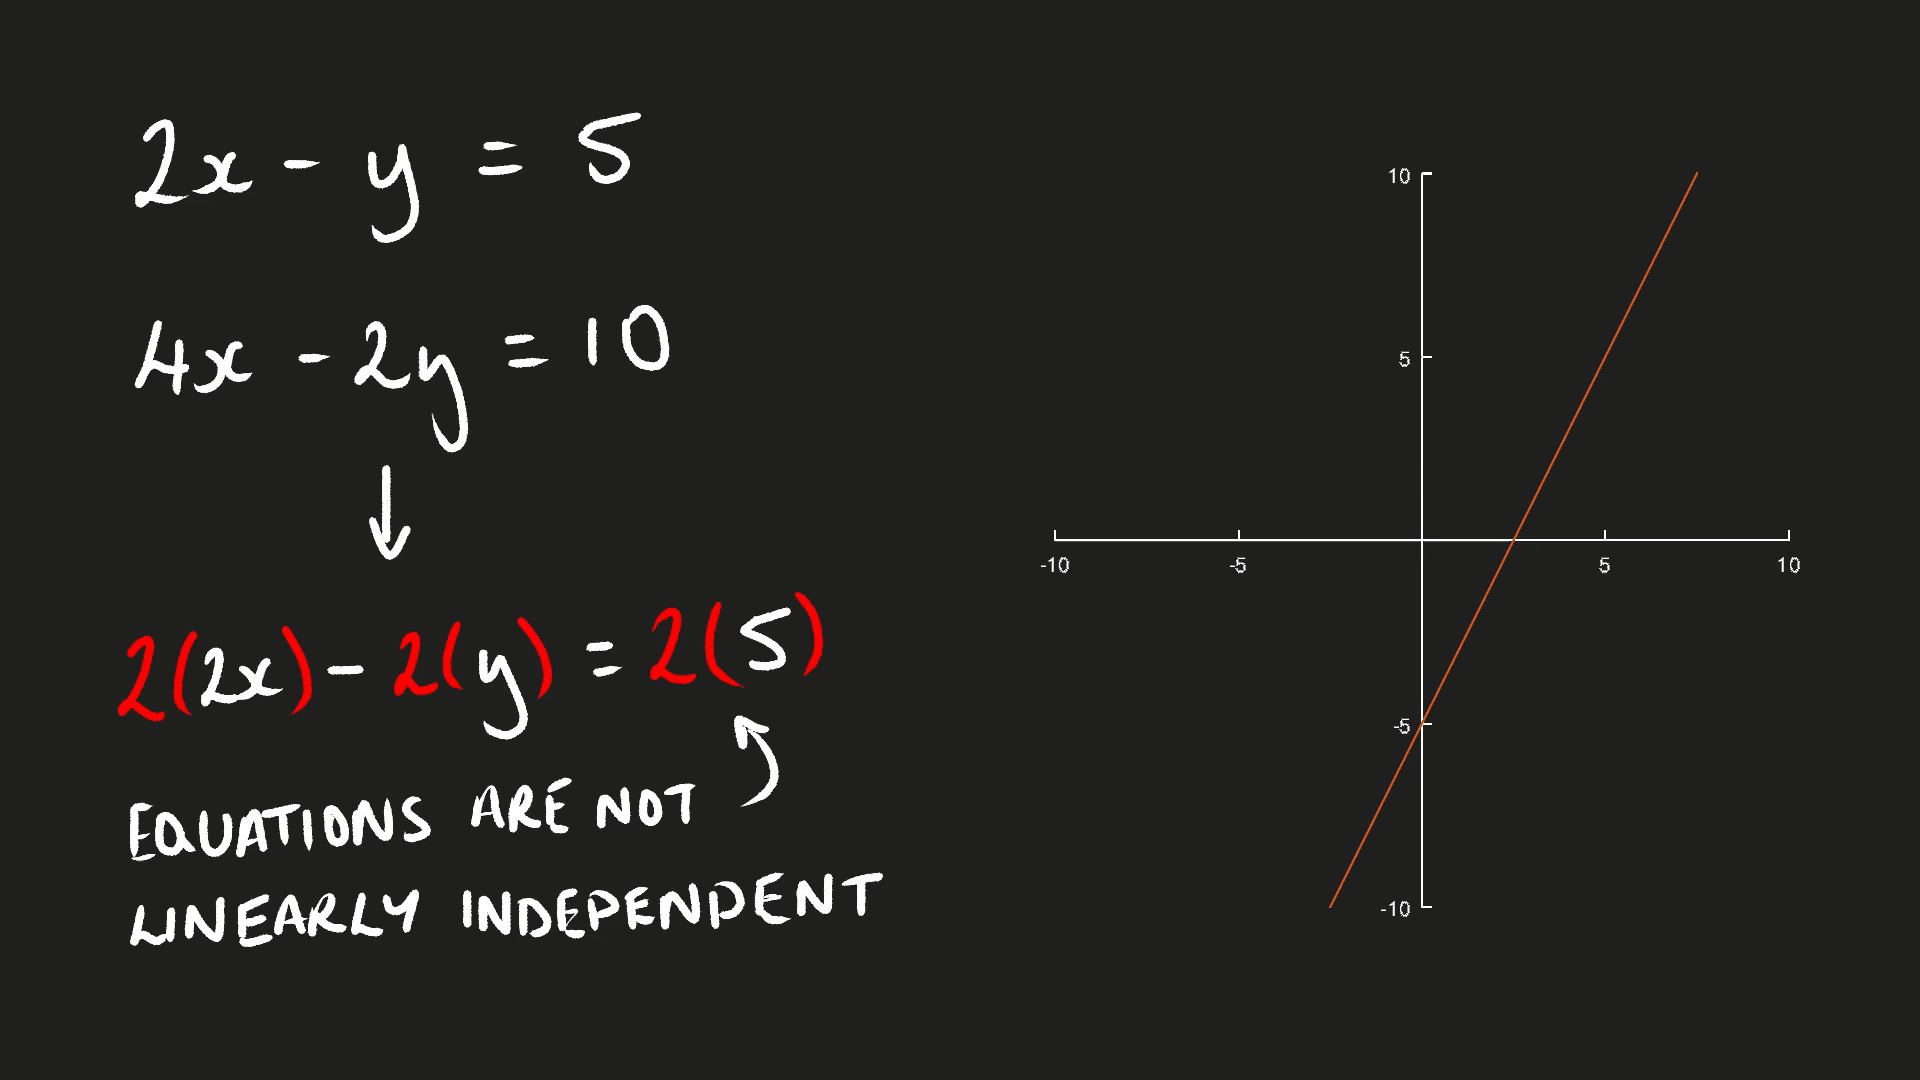 2x - y = 5
4x - 2y = 10
↓
2(2x) - 2(y) = 2(5)
EQUATIONS ARE NOT
LINEARLY INDEPENDENT
10
5
-10 -5 5 10
-5
-10